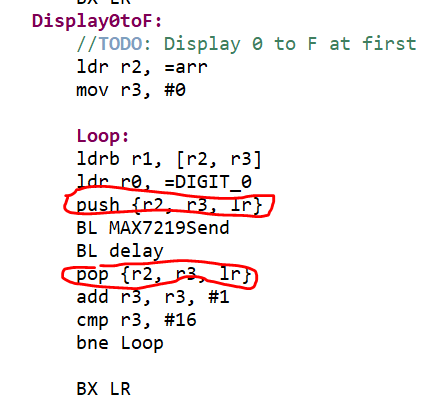 BX LR
Display0toF:
//TODO: Display 0 to F at first
ldr r2, =arr
mov r3, #0
Loop:
ldrb r1, [r2, r3]
ldr r0, =DIGIT_0
push {r2, r3, lr}
BL MAX7219Send
BL delay
pop {r2, r3, lr}
add r3, r3, #1
cmp r3, #16
bne Loop
BX LR